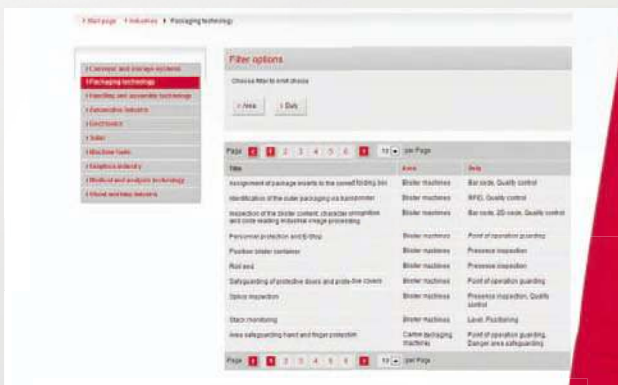 Start page Industries Packaging technology
Filter options
Choose filter to limit choice
Area Duty
Conveyor and storage systems
Packaging technology
Handling and assembly technology
Automotive industry
Electronics
Solar
Machine tools
Graphics industry
Medical and analysis technology
Wood working industry
Page 1 2 3 4 5 6 10 per Page
Title Area Duty
Assignment of package inserts to the correct folding box Blister machines Bar code, Quality control
Identification of the outer packaging via transponder Blister machines RFID, Quality control
Inspection of the blister content, character recognition Blister machines Bar code, 2D-code, Quality control
and code reading industrial image processing
Personnel protection and E-Stop Blister machines Point of operation guarding
Position blister container Blister machines Presence inspection
Roll end Blister machines Presence inspection
Safeguarding of protective doors and protective covers Blister machines Point of operation guarding
Splice inspection Blister machines Presence inspection, Quality
control
Stack monitoring Blister machines Level, Positioning
Area safeguarding hand and finger protection Carton packaging Point of operation guarding,
machines Danger area safeguarding
Page 1 2 3 4 5 6 10 per Page